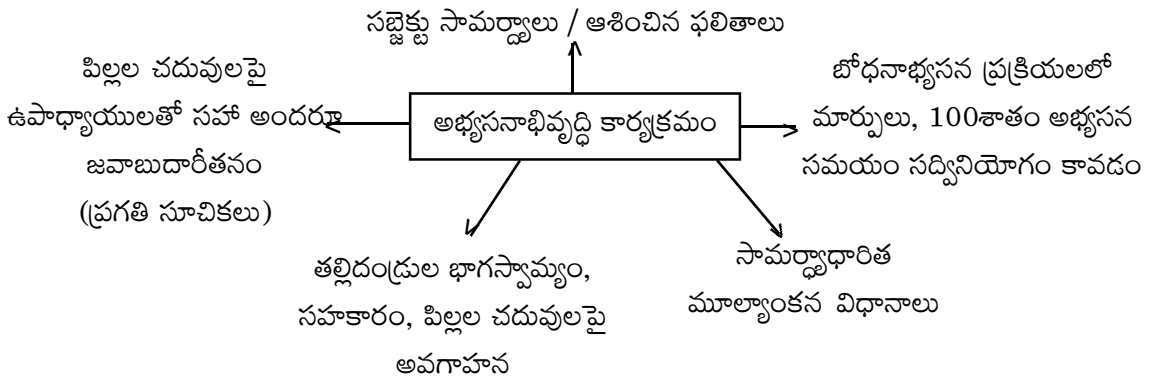 సబ్జెక్టు సామర్ధ్యాలు / ఆశించిన ఫలితాలు
పిల్లల చదువులపై
ఉపాధ్యాయులతో సహా అందరూ
జవాబుదారీతనం
(ప్రగతి సూచికలు)
అభ్యసనాభివృద్ధి కార్యక్రమం
బోధనాభ్యసన ప్రక్రియలలో
మార్పులు, 100శాతం అభ్యసన
సమయం సద్వినియోగం కావడం
తల్లిదండ్రుల భాగస్వామ్యం,
సహకారం, పిల్లల చదువులపై
అవగాహన
సామర్ధ్యాధారిత
మూల్యాంకన విధానాలు